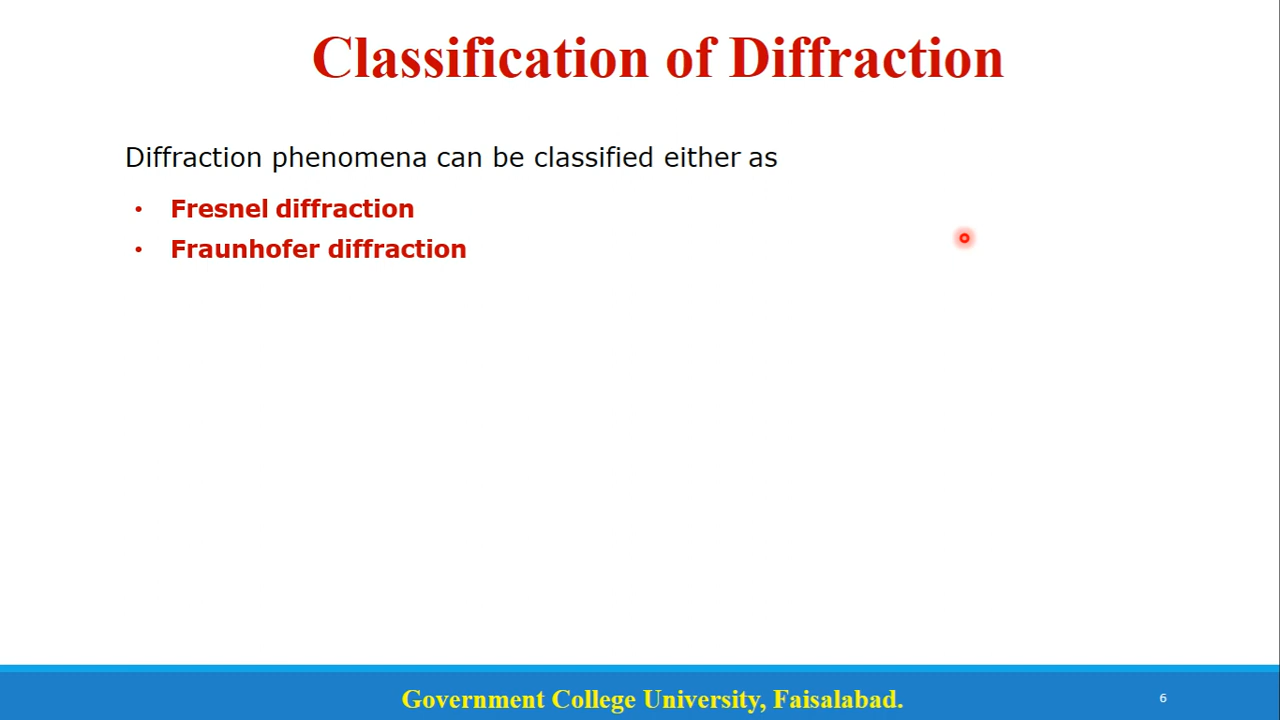 Classification of Diffraction
Diffraction phenomena can be classified either as
• Fresnel diffraction
• Fraunhofer diffraction
Government College University, Faisalabad.
6